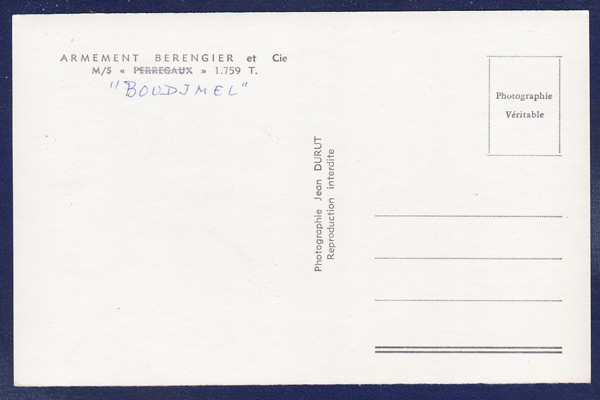 ARMEMENT BERENGIER et Cie
M/S « PERREGAUX » 1.759 T.
"BOUDJMEL"
Photographie
Véritable
Photographie Jean DURUT
Reproduction interdite